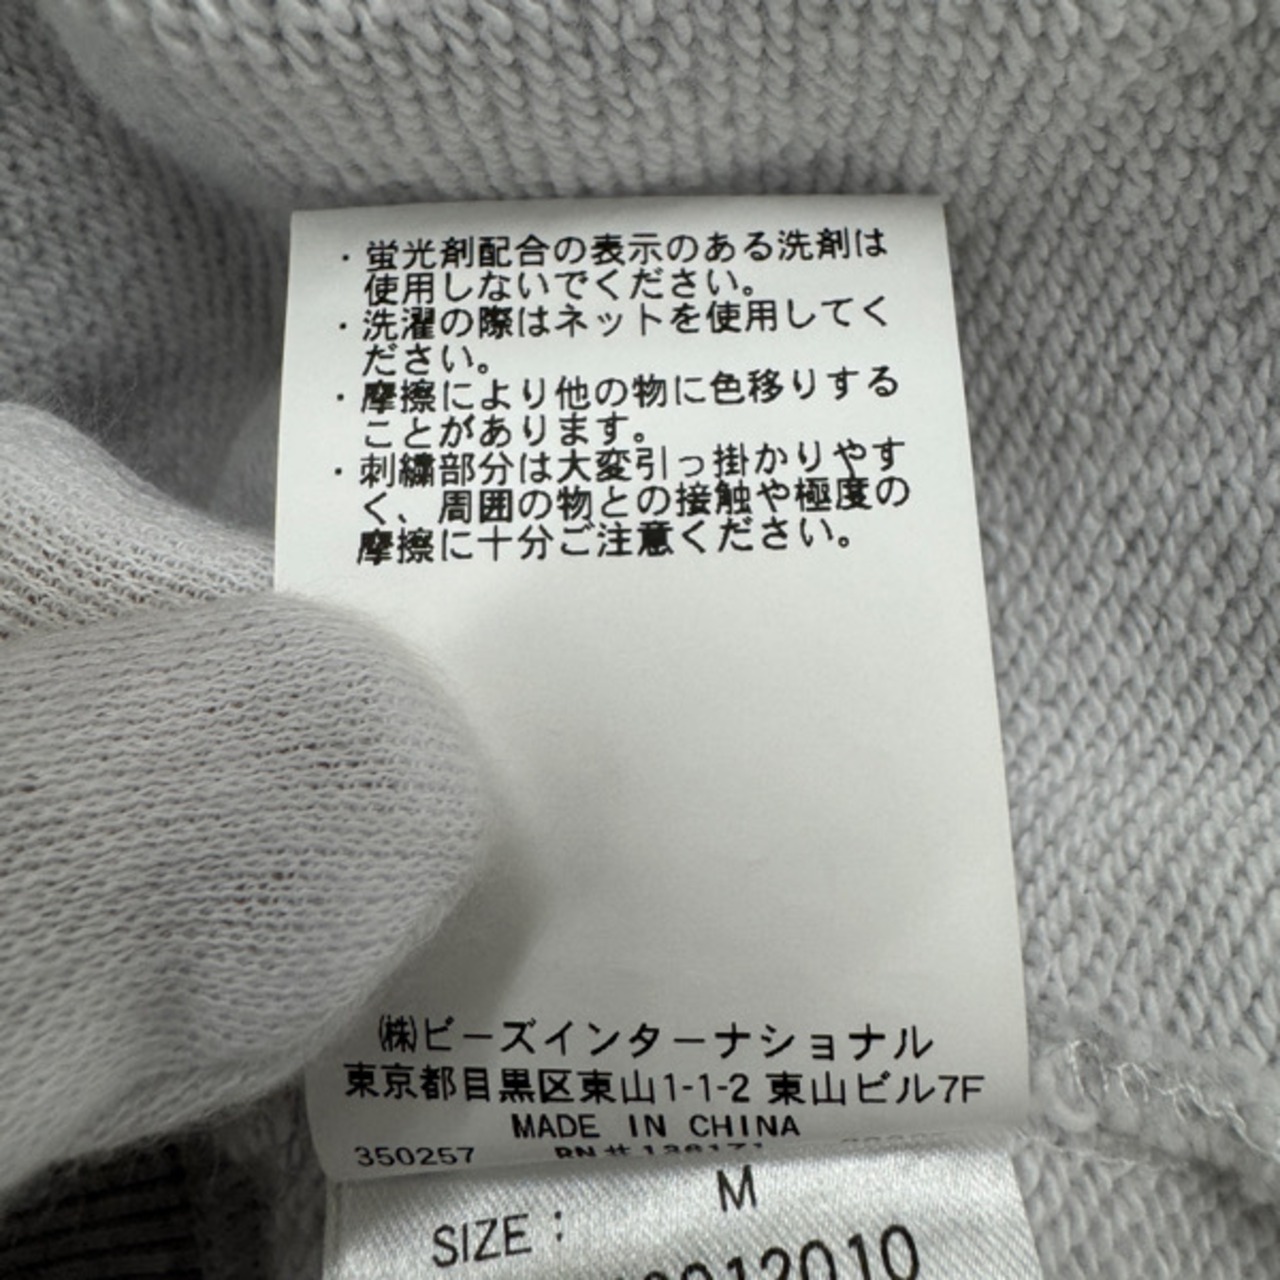 ・蛍光剤配合の表示のある洗剤は
使用しないでください。
・洗濯の際はネットを使用してく
ださい。
・摩擦により他の物に色移りする
ことがあります。
・刺繍部分は大変引っ掛かりやす
く、周囲の物との接触や極度の
摩擦に十分ご注意ください。
㈱ビーズインターナショナル
東京都目黒区東山1-1-2 東山ビル7F
MADE IN CHINA
350257 RN#
M
SIZE :